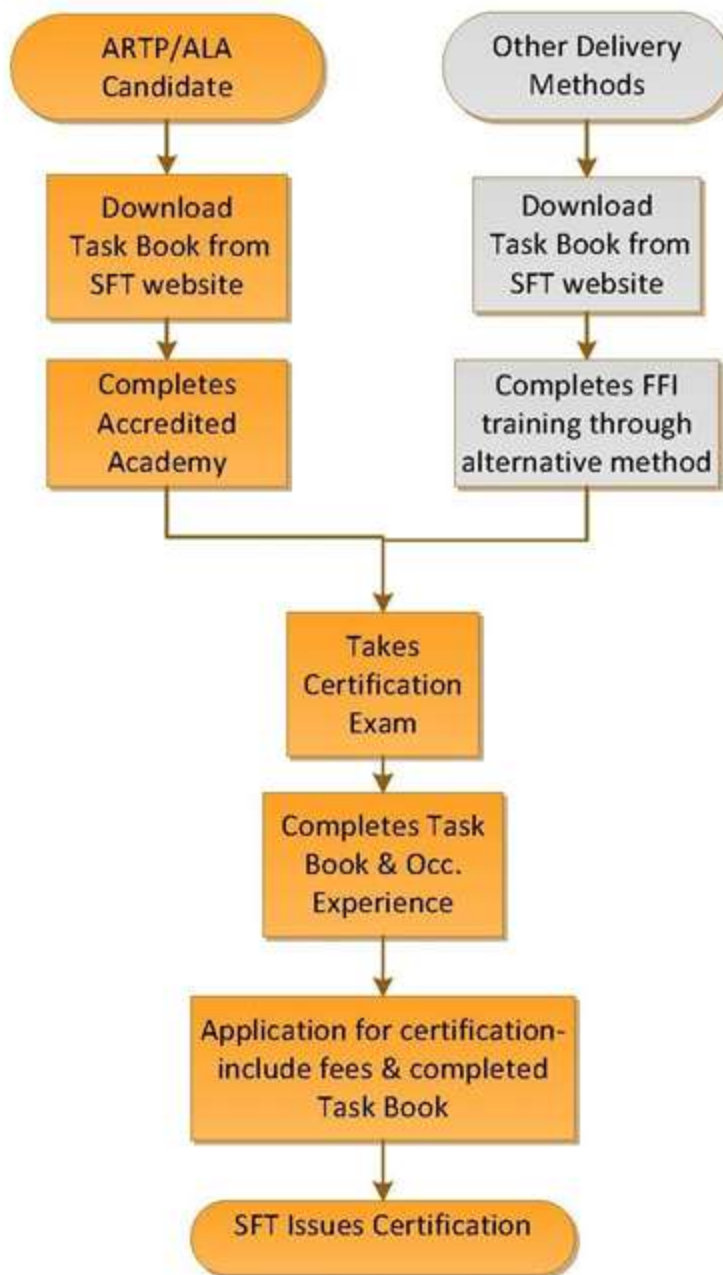 ARTP/ALA
Candidate
Other Delivery
Methods
Download
Task Book from
SFT website
Download
Task Book from
SFT website
Completes
Accredited
Academy
Completes FFI
training through
alternative method
Takes
Certification
Exam
Completes Task
Book & Occ.
Experience
Application for certification-
include fees & completed
Task Book
SFT Issues Certification